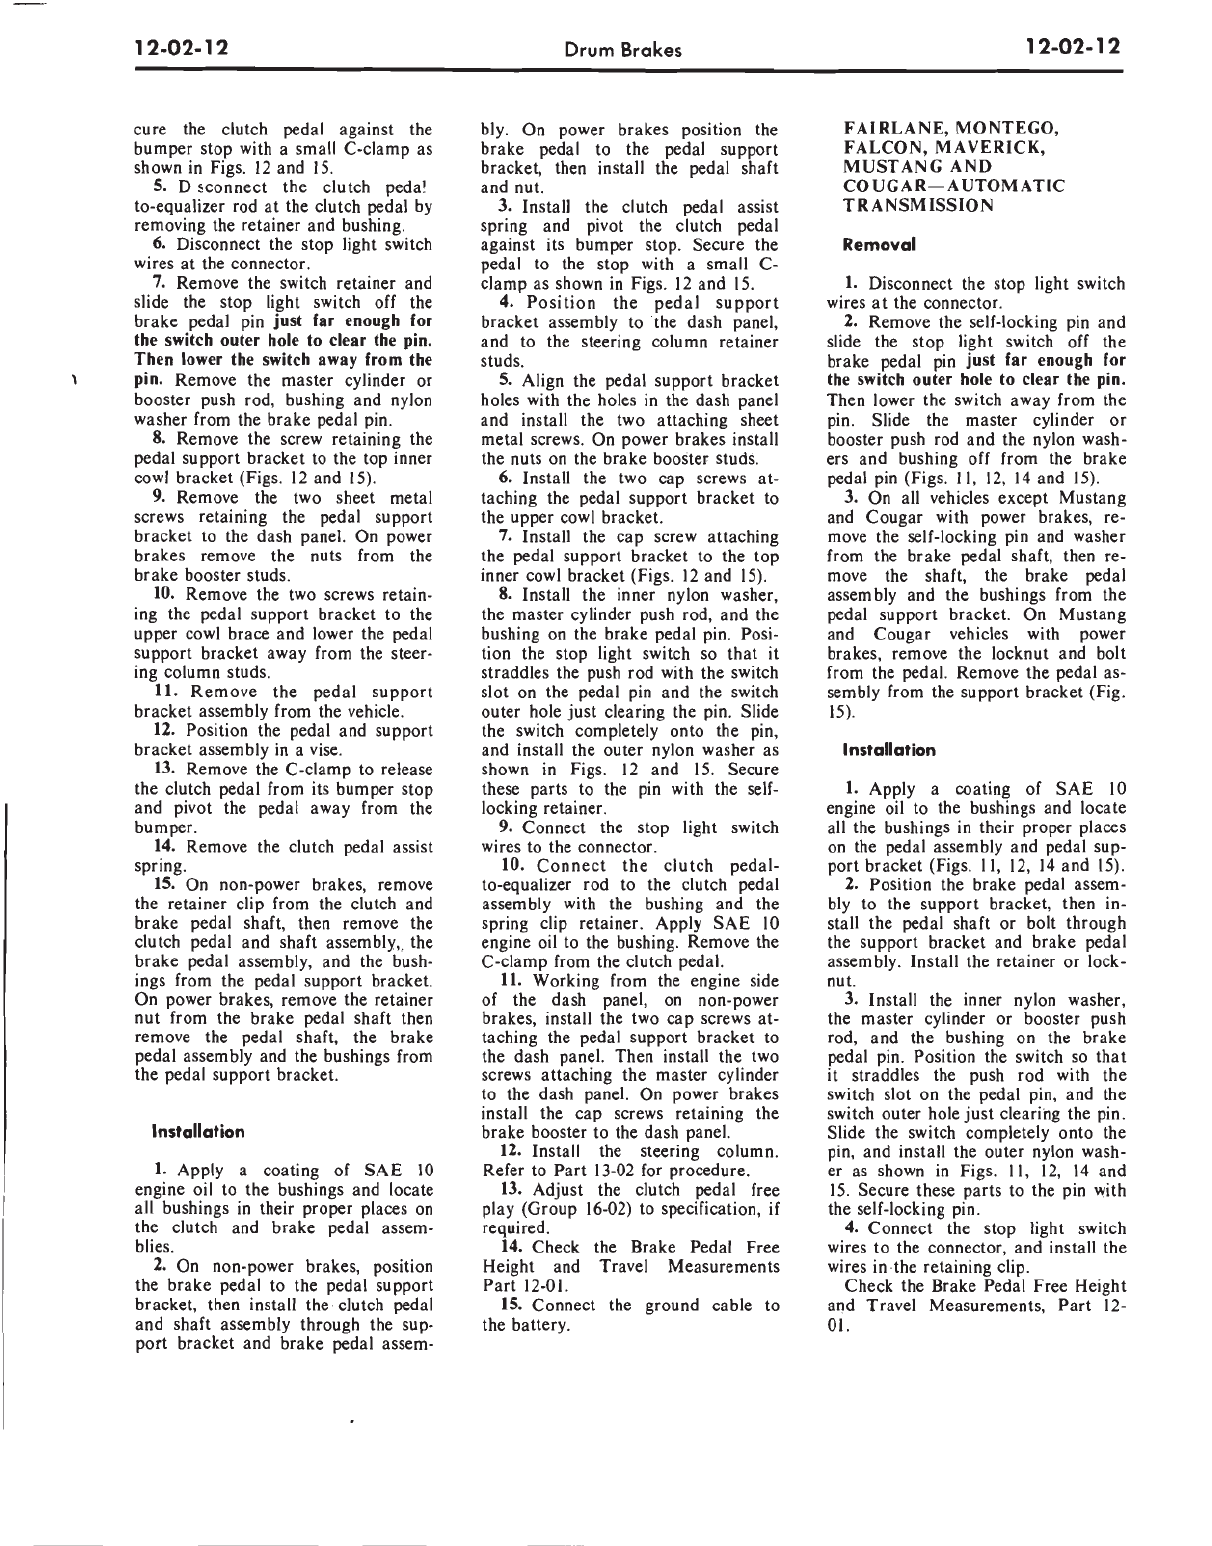 12-02-12
Drum Brakes
12-02-12
cure the clutch pedal against the
bumper stop with a small C-clamp as
shown in Figs. 12 and 15.
5. D sconnect the clutch peda!
to-equalizer rod at the clutch pedal by
removing the retainer and bushing.
6. Disconnect the stop light switch
wires at the connector.
7. Remove the switch retainer and
slide the stop light switch off the
brake pedal pin just far enough for
the switch outer hole to clear the pin.
Then lower the switch away from the
pin. Remove the master cylinder or
booster push rod, bushing and nylon
washer from the brake pedal pin.
8. Remove the screw retaining the
pedal support bracket to the top inner
cowl bracket (Figs. 12 and 15).
9. Remove the two sheet metal
screws retaining the pedal support
bracket to the dash panel. On power
brakes remove the nuts from the
brake booster studs.
10. Remove the two screws retain-
ing the pedal support bracket to the
upper cowl brace and lower the pedal
support bracket away from the steer-
ing column studs.
11. Remove the pedal support
bracket assembly from the vehicle.
12. Position the pedal and support
bracket assembly in a vise.
13. Remove the C-clamp to release
the clutch pedal from its bumper stop
and pivot the pedal away from the
bumper.
14. Remove the clutch pedal assist
spring.
15. On non-power brakes, remove
the retainer clip from the clutch and
brake pedal shaft, then remove the
clutch pedal and shaft assembly, the
brake pedal assembly, and the bush-
ings from the pedal support bracket.
On power brakes, remove the retainer
nut from the brake pedal shaft then
remove the pedal shaft, the brake
pedal assembly and the bushings from
the pedal support bracket.
Installation
1. Apply a coating of SAE 10
engine oil to the bushings and locate
all bushings in their proper places on
the clutch and brake pedal assem-
blies.
2. On non-power brakes, position
the brake pedal to the pedal support
bracket, then install the clutch pedal
and shaft assembly through the sup-
port bracket and brake pedal assem-
bly. On power brakes position the
brake pedal to the pedal support
bracket, then install the pedal shaft
and nut.
3. Install the clutch pedal assist
spring and pivot the clutch pedal
against its bumper stop. Secure the
pedal to the stop with a small C-
clamp as shown in Figs. 12 and 15.
4. Position the pedal support
bracket assembly to the dash panel,
and to the steering column retainer
studs.
5. Align the pedal support bracket
holes with the holes in the dash panel
and install the two attaching sheet
metal screws. On power brakes install
the nuts on the brake booster studs.
6. Install the two cap screws at-
taching the pedal support bracket to
the upper cowl bracket.
7. Install the cap screw attaching
the pedal support bracket to the top
inner cowl bracket (Figs. 12 and 15).
8. Install the inner nylon washer,
the master cylinder push rod, and the
bushing on the brake pedal pin. Posi-
tion the stop light switch so that it
straddles the push rod with the switch
slot on the pedal pin and the switch
outer hole just clearing the pin. Slide
the switch completely onto the pin,
and install the outer nylon washer as
shown in Figs. 12 and 15. Secure
these parts to the pin with the self-
locking retainer.
9. Connect the stop light switch
wires to the connector.
10. Connect the clutch pedal-
to-equalizer rod to the clutch pedal
assembly with the bushing and the
spring clip retainer. Apply SAE 10
engine oil to the bushing. Remove the
C-clamp from the clutch pedal.
11. Working from the engine side
of the dash panel, on non-power
brakes, install the two cap screws at-
taching the pedal support bracket to
the dash panel. Then install the two
screws attaching the master cylinder
to the dash panel. On power brakes
install the cap screws retaining the
brake booster to the dash panel.
12. Install the steering column.
Refer to Part 13-02 for procedure.
13. Adjust the clutch pedal free
play (Group 16-02) to specification, if
required.
14. Check the Brake Pedal Free
Height and Travel Measurements
Part 12-01.
15. Connect the ground cable to
the battery.
FAIRLANE, MONTEGO,
FALCON, MAVERICK,
MUSTANG AND
COUGAR—AUTOMATIC
TRANSMISSION
Removal
1. Disconnect the stop light switch
wires at the connector.
2. Remove the self-locking pin and
slide the stop light switch off the
brake pedal pin just far enough for
the switch outer hole to clear the pin.
Then lower the switch away from the
pin. Slide the master cylinder or
booster push rod and the nylon wash-
ers and bushing off from the brake
pedal pin (Figs. 11, 12, 14 and 15).
3. On all vehicles except Mustang
and Cougar with power brakes, re-
move the self-locking pin and washer
from the brake pedal shaft, then re-
move the shaft, the brake pedal
assembly and the bushings from the
pedal support bracket. On Mustang
and Cougar vehicles with power
brakes, remove the locknut and bolt
from the pedal. Remove the pedal as-
sembly from the support bracket (Fig.
15).
Installation
1. Apply a coating of SAE 10
engine oil to the bushings and locate
all the bushings in their proper places
on the pedal assembly and pedal sup-
port bracket (Figs. 11, 12, 14 and 15).
2. Position the brake pedal assem-
bly to the support bracket, then in-
stall the pedal shaft or bolt through
the support bracket and brake pedal
assembly. Install the retainer or lock-
nut.
3. Install the inner nylon washer,
the master cylinder or booster push
rod, and the bushing on the brake
pedal pin. Position the switch so that
it straddles the push rod with the
switch slot on the pedal pin, and the
switch outer hole just clearing the pin.
Slide the switch completely onto the
pin, and install the outer nylon wash-
er as shown in Figs. 11, 12, 14 and
15. Secure these parts to the pin with
the self-locking pin.
4. Connect the stop light switch
wires to the connector, and install the
wires in the retaining clip.
Check the Brake Pedal Free Height
and Travel Measurements, Part 12-
01.